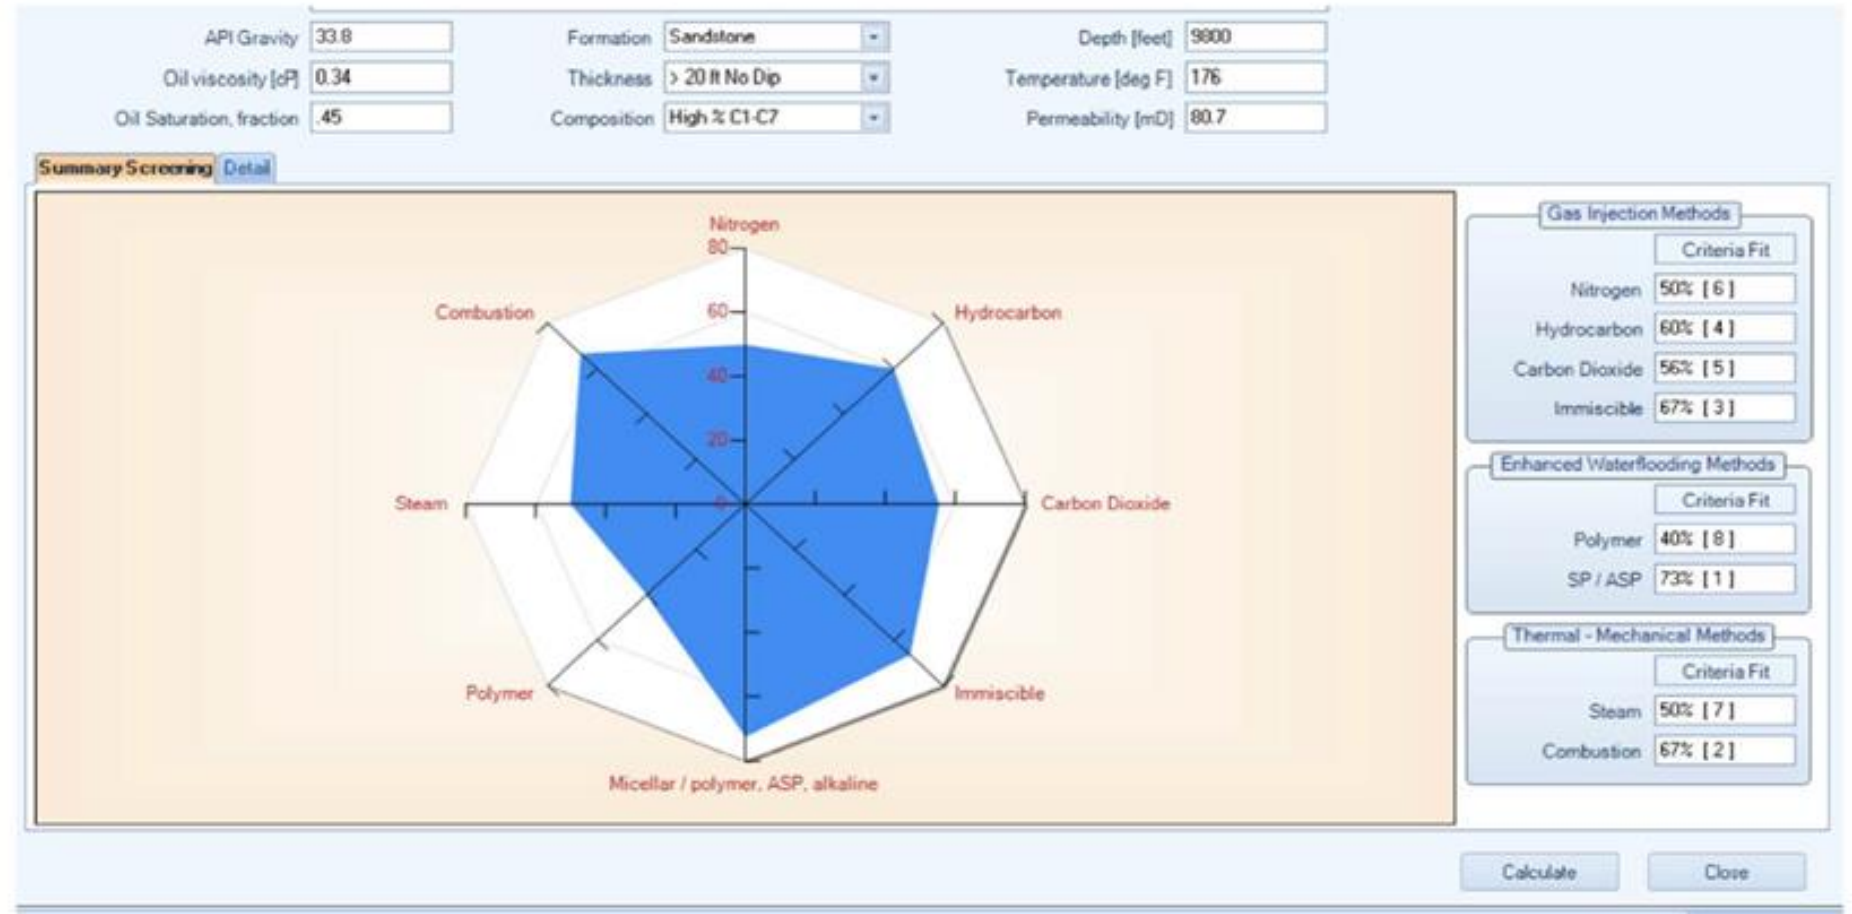 API Gravity 33.8 Formation Sandstone Depth [feet] 9800
Oil viscosity [cP] 0.34 Thickness > 20 ft No Dip Temperature [deg F] 176
Oil Saturation, fraction .45 Composition High % C1-C7 Permeability [mD] 80.7
Summary Screening Detail
Nitrogen
80
Combustion 60 Hydrocarbon
40
20
Steam 0 Carbon Dioxide
Polymer Immiscible
Micellar / polymer, ASP, alkaline
Gas Injection Methods
Criteria Fit
Nitrogen 50% [ 6 ]
Hydrocarbon 60% [ 4 ]
Carbon Dioxide 56% [ 5 ]
Immiscible 67% [ 3 ]
Enhanced Waterflooding Methods
Criteria Fit
Polymer 40% [ 8 ]
SP / ASP 73% [ 1 ]
Thermal - Mechanical Methods
Criteria Fit
Steam 50% [ 7 ]
Combustion 67% [ 2 ]
Calculate Close